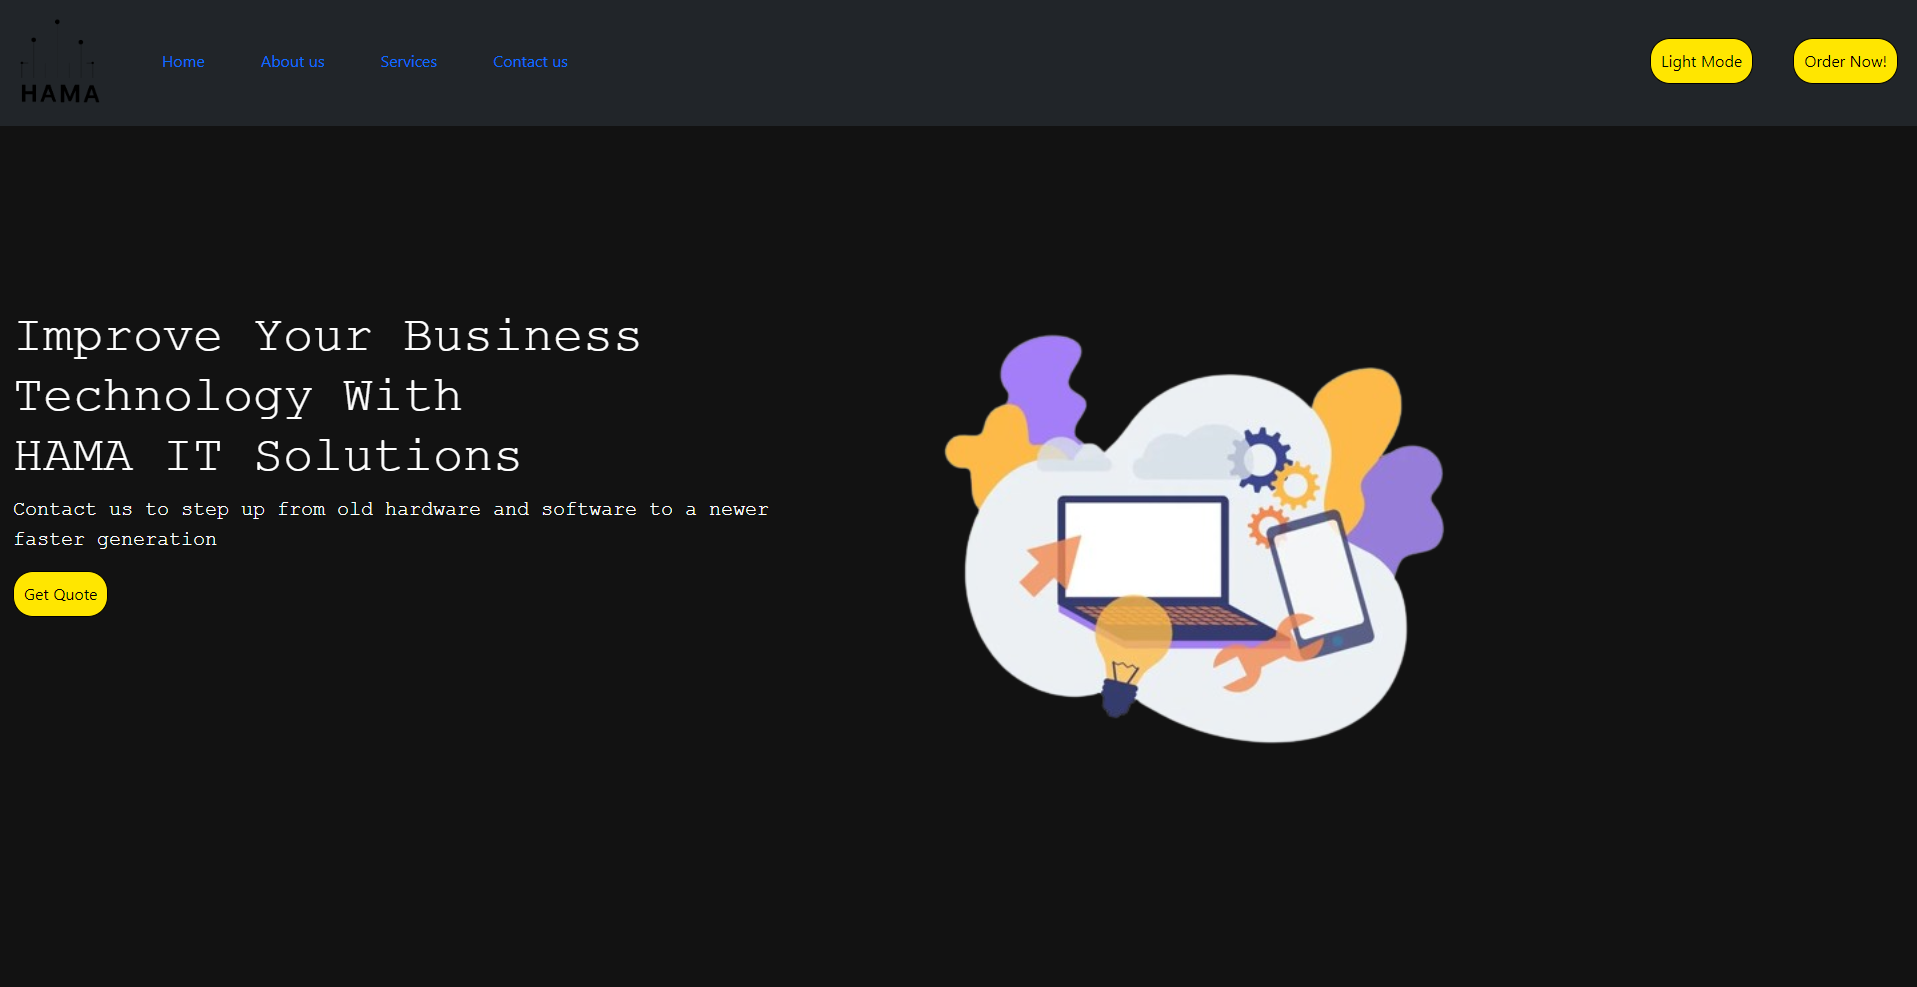 HAMA
Home
About us
Services
Contact us
Light Mode
Order Now!
Improve Your Business
Technology With
HAMA IT Solutions
Contact us to step up from old hardware and software to a newer
faster generation
Get Quote